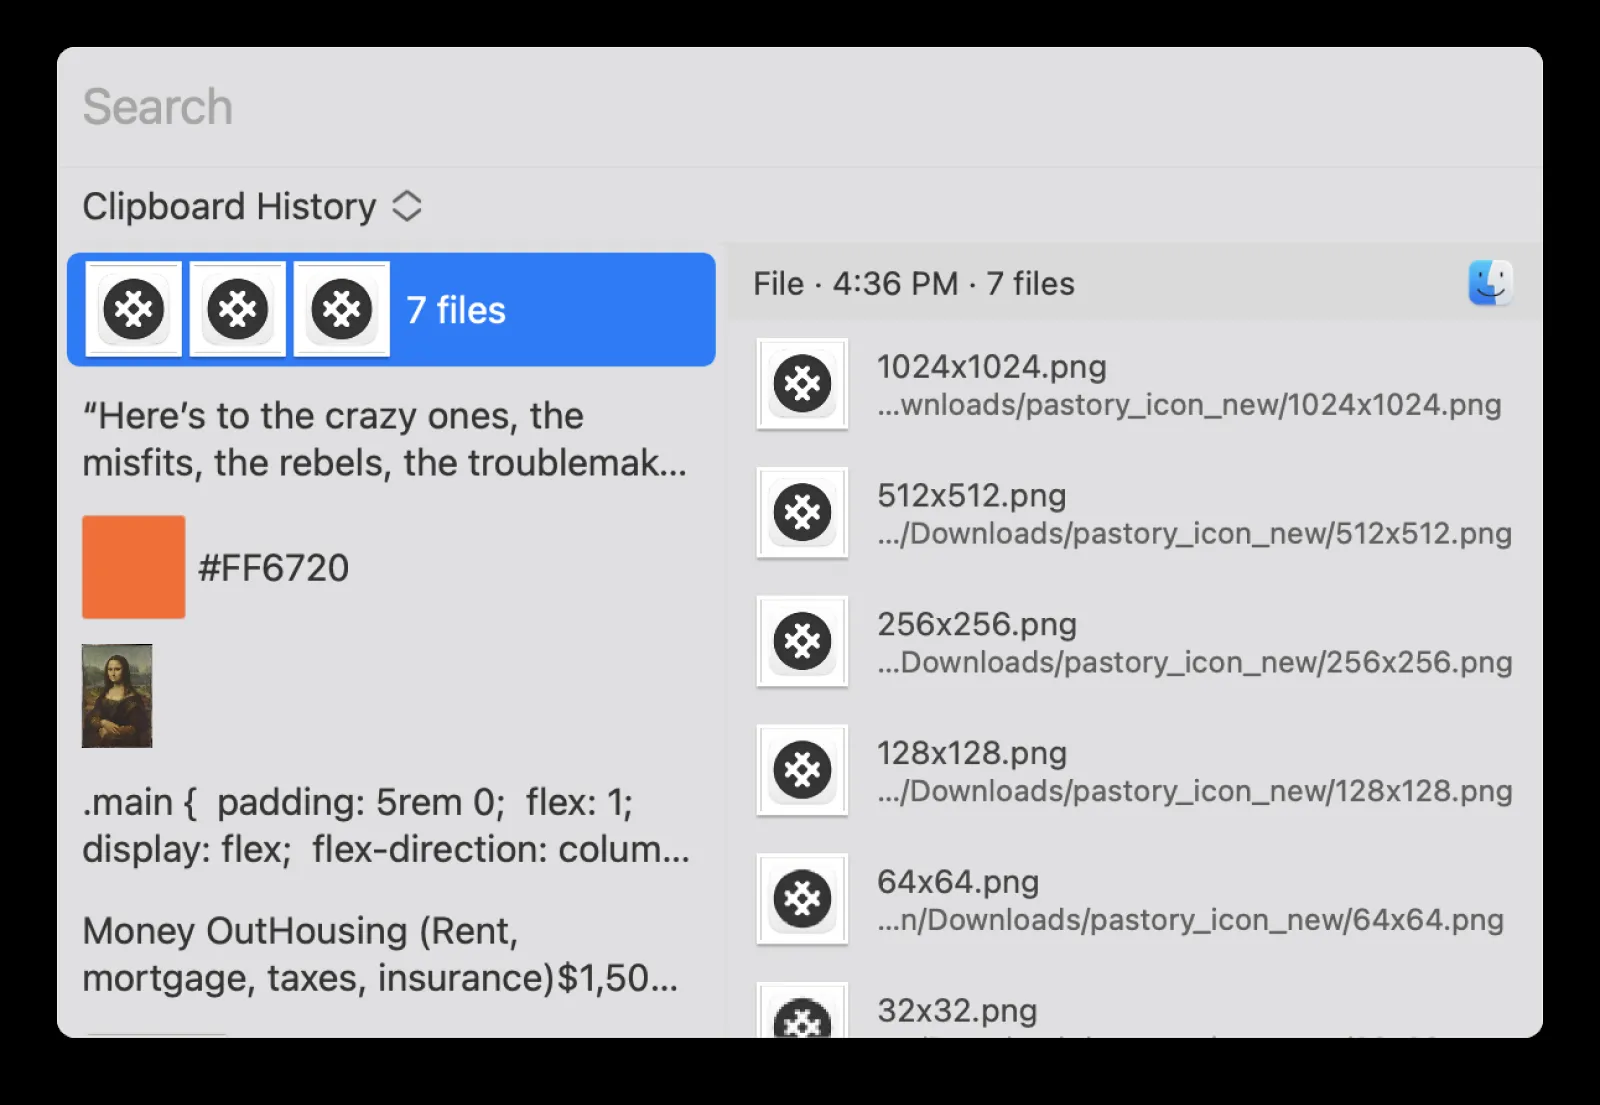 Search
Clipboard History
7 files
“Here’s to the crazy ones, the
misfits, the rebels, the troublemak...
#FF6720
.main {  padding: 5rem 0;  flex: 1;
display: flex;  flex-direction: colum...
Money OutHousing (Rent,
mortgage, taxes, insurance)$1,50...
File · 4:36 PM · 7 files
1024x1024.png
...wnloads/pastory_icon_new/1024x1024.png
512x512.png
.../Downloads/pastory_icon_new/512x512.png
256x256.png
...Downloads/pastory_icon_new/256x256.png
128x128.png
.../Downloads/pastory_icon_new/128x128.png
64x64.png
...n/Downloads/pastory_icon_new/64x64.png
32x32.png